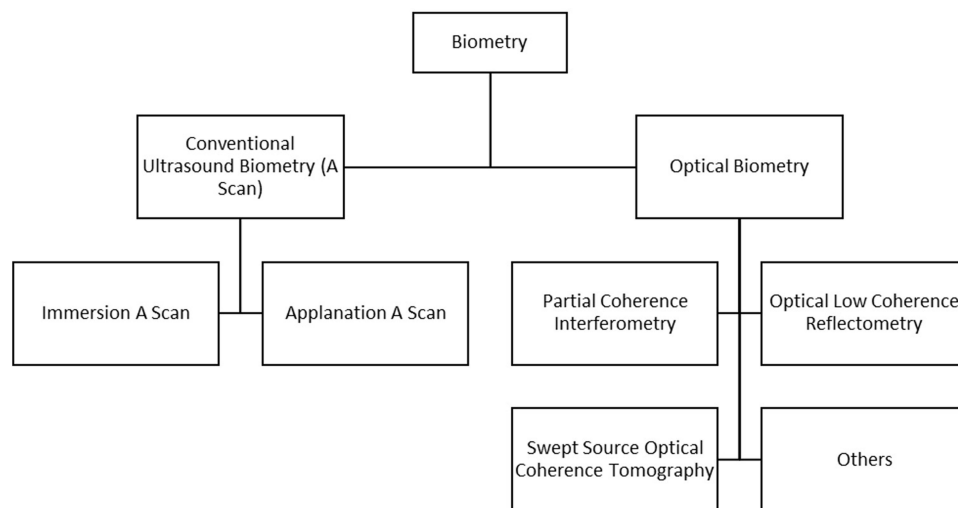 Biometry
Conventional
Ultrasound Biometry (A
Scan)
Optical Biometry
Immersion A Scan
Applanation A Scan
Partial Coherence
Interferometry
Optical Low Coherence
Reflectometry
Swept Source Optical
Coherence Tomography
Others